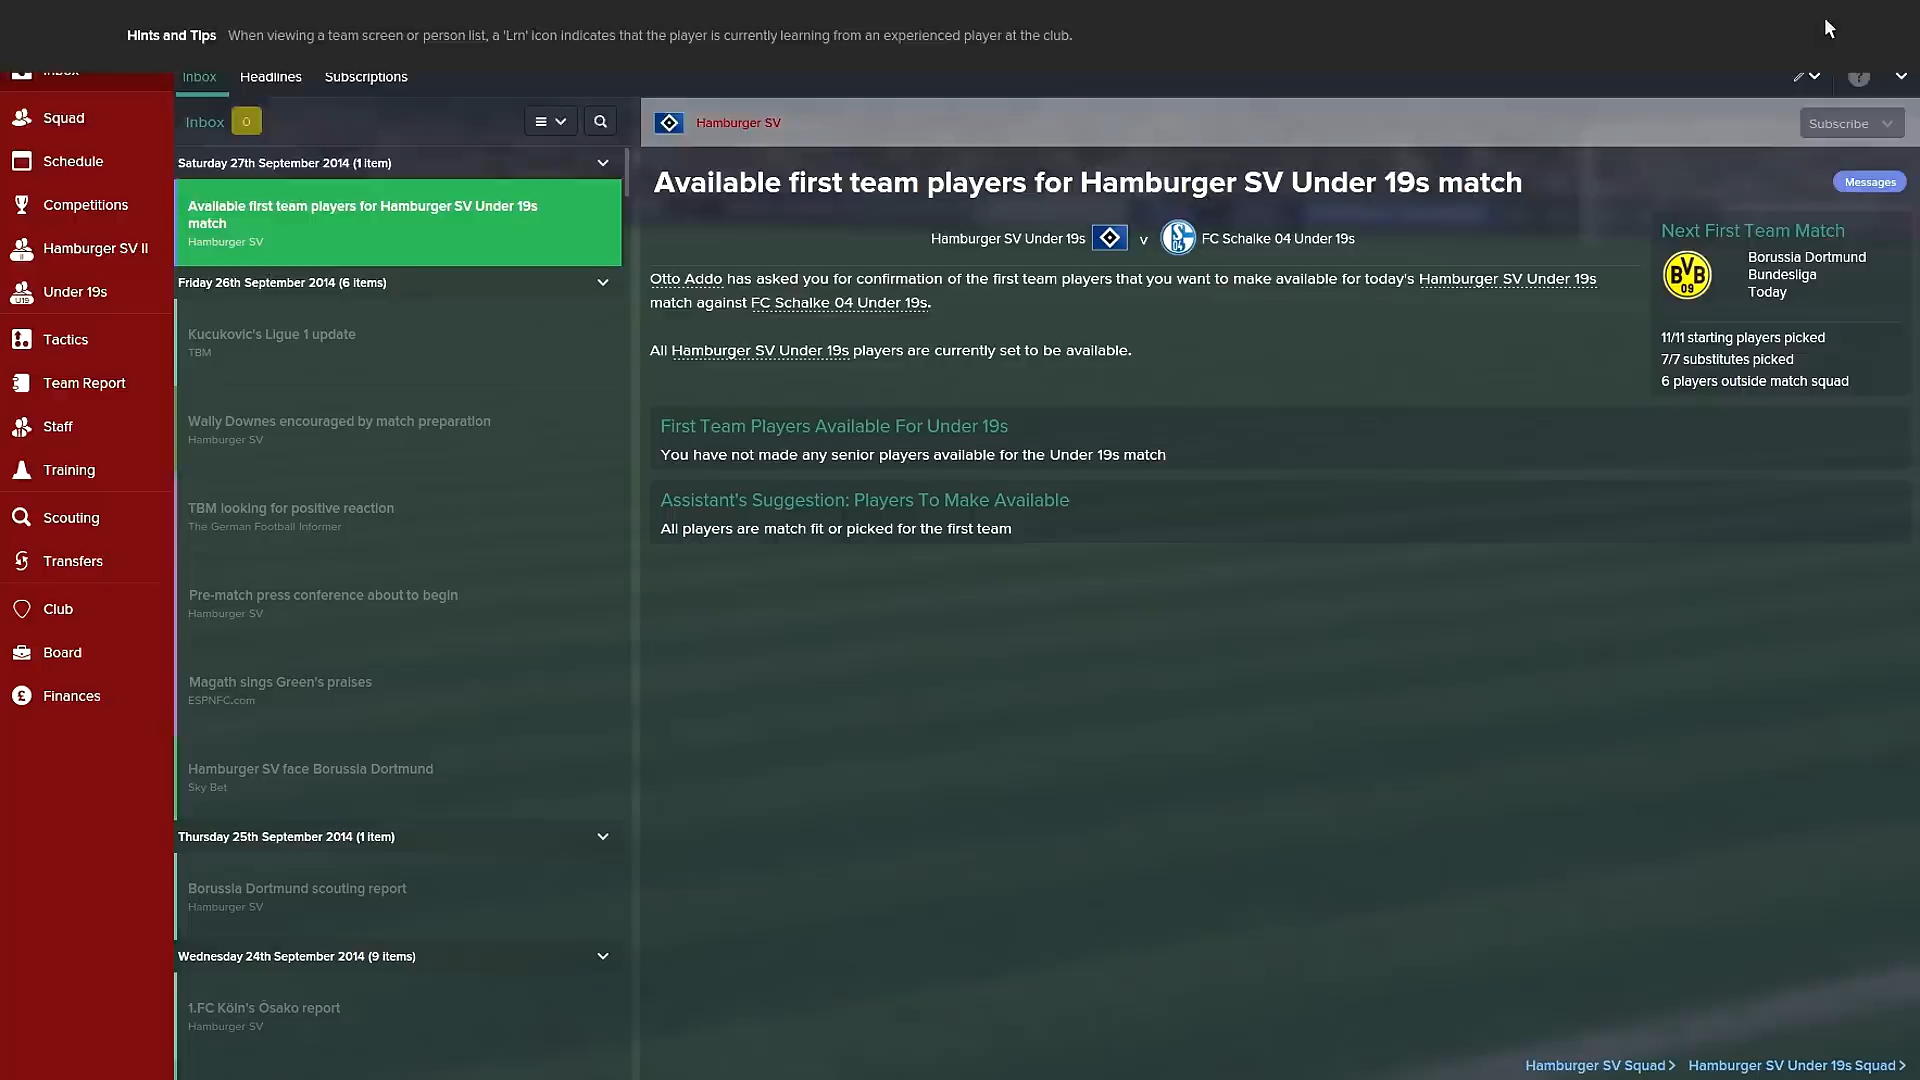 Hints and Tips When viewing a team screen or person list, a 'Lrn' icon indicates that the player is currently learning from an experienced player at the club.
Inbox
Inbox Headlines Subscriptions
Squad
Schedule
Competitions
Hamburger SV II
Under 19s
Tactics
Team Report
Staff
Training
Scouting
Transfers
Club
Board
Finances
Inbox 0
Saturday 27th September 2014 (1 item)
Available first team players for Hamburger SV Under 19s
match
Hamburger SV
Friday 26th September 2014 (6 items)
Kucukovic's Ligue 1 update
TBM
Wally Downes encouraged by match preparation
Hamburger SV
TBM looking for positive reaction
The German Football Informer
Pre-match press conference about to begin
Hamburger SV
Magath sings Green's praises
ESPNFC.com
Hamburger SV face Borussia Dortmund
Sky Bet
Thursday 25th September 2014 (1 item)
Borussia Dortmund scouting report
Hamburger SV
Wednesday 24th September 2014 (9 items)
1.FC Köln's Ōsako report
Hamburger SV
Hamburger SV
Subscribe
Available first team players for Hamburger SV Under 19s match
Messages
Hamburger SV Under 19s v FC Schalke 04 Under 19s
Otto Addo has asked you for confirmation of the first team players that you want to make available for today's Hamburger SV Under 19s
match against FC Schalke 04 Under 19s.
All Hamburger SV Under 19s players are currently set to be available.
First Team Players Available For Under 19s
You have not made any senior players available for the Under 19s match
Assistant's Suggestion: Players To Make Available
All players are match fit or picked for the first team
Next First Team Match
BVB
09
Borussia Dortmund
Bundesliga
Today
11/11 starting players picked
7/7 substitutes picked
6 players outside match squad
Hamburger SV Squad> Hamburger SV Under 19s Squad>